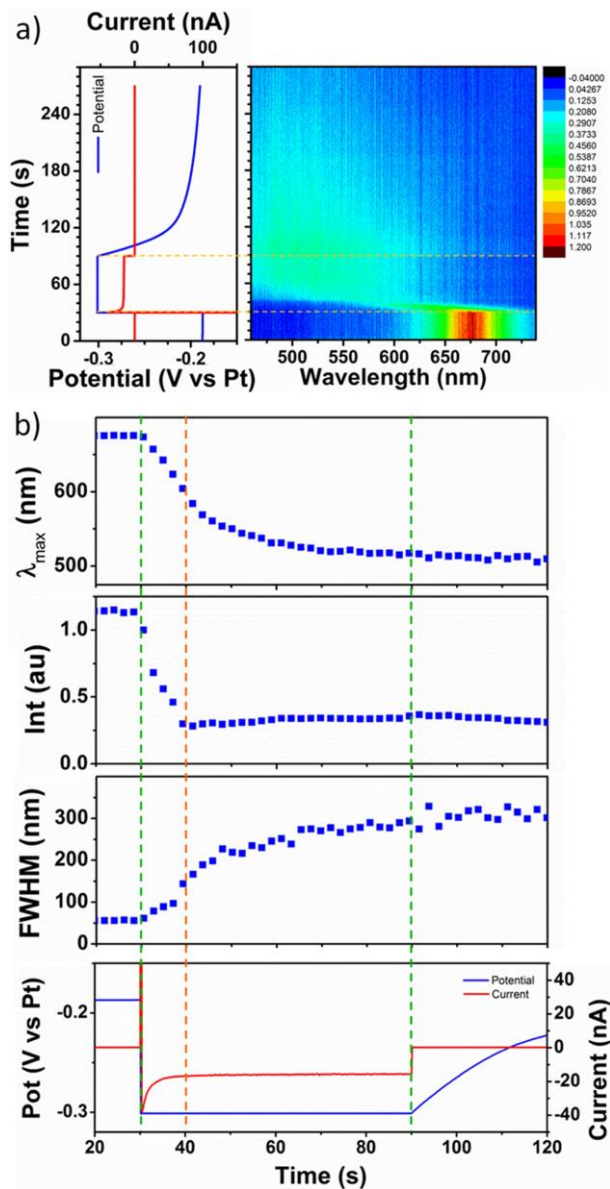 a)
Current (nA)
0 100
Potential
Time (s)
240
180
120
60
0
-0.3 -0.2
Potential (V vs Pt)
500 550 600 650 700
Wavelength (nm)
-0.04000
0.04267
0.1253
0.2080
0.2907
0.3733
0.4560
0.5387
0.6213
0.7040
0.7867
0.8693
0.9520
1.035
1.117
1.200
b)
λmax (nm)
600
500
Int (au)
1.0
0.5
0.0
FWHM (nm)
300
200
100
0
Pot (V vs Pt)
-0.2
-0.3
Potential
Current
40
20
0
-20
-40
Current (nA)
20 40 60 80 100 120
Time (s)